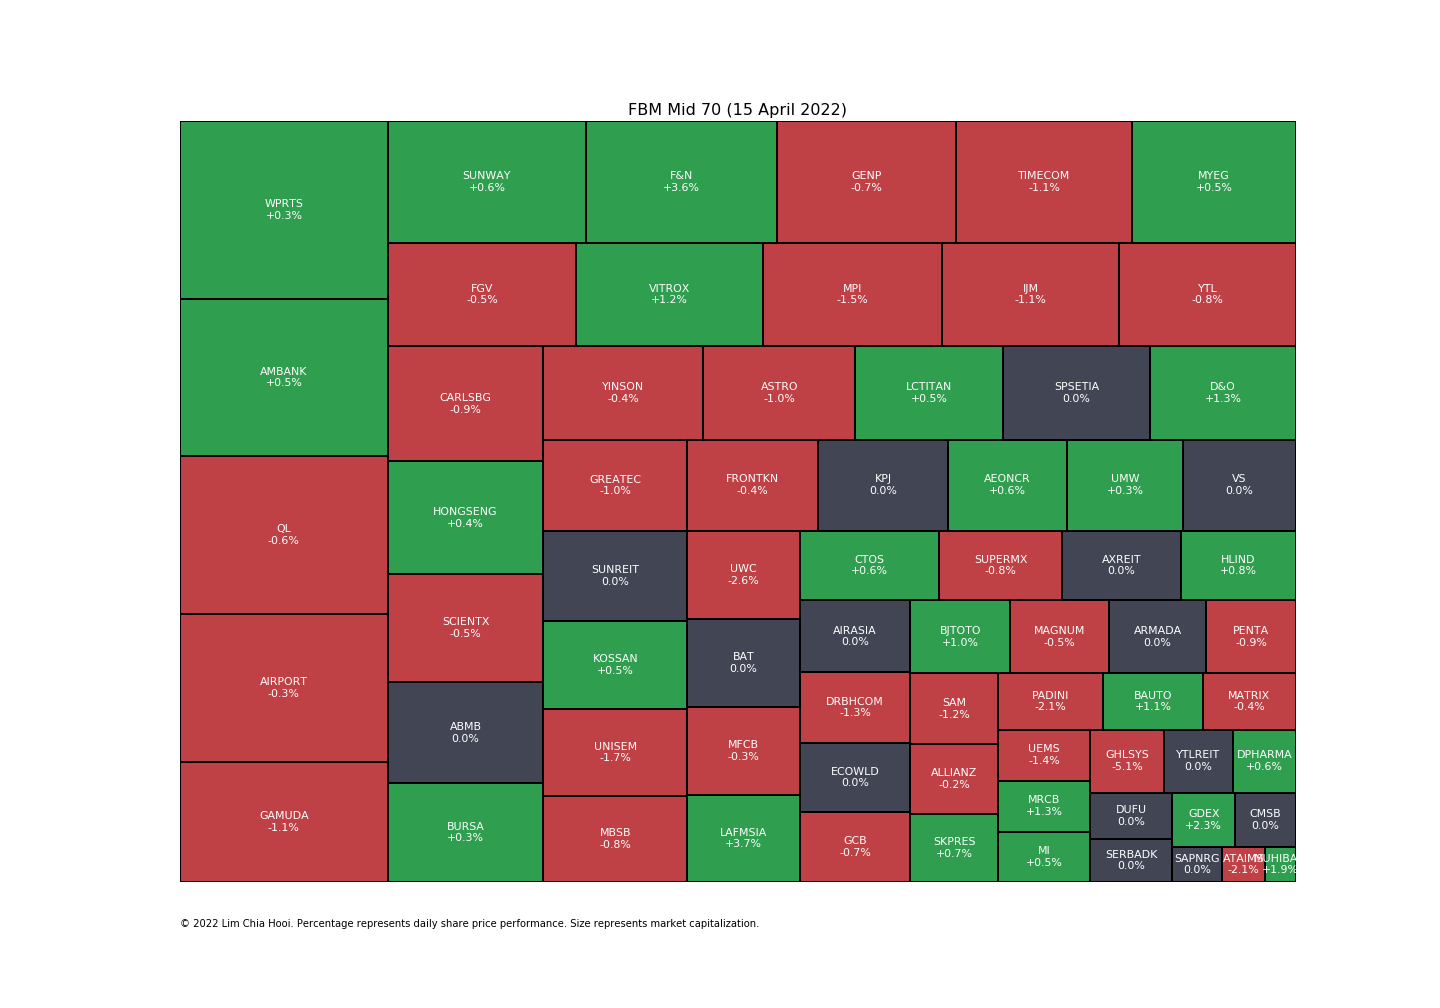 FBM Mid 70 (15 April 2022)
WPRTS
+0.3%
AMBANK
+0.5%
QL
-0.6%
AIRPORT
-0.3%
GAMUDA
-1.1%
SUNWAY
+0.6%
F&N
+3.6%
GENP
-0.7%
TIMECOM
-1.1%
MYEG
+0.5%
FGV
-0.5%
VITROX
+1.2%
MPI
-1.5%
IJM
-1.1%
YTL
-0.8%
CARLSBG
-0.9%
HONGSENG
+0.4%
SCIENTX
-0.5%
ABMB
0.0%
BURSA
+0.3%
YINSON
-0.4%
ASTRO
-1.0%
LCTITAN
+0.5%
SPSETIA
0.0%
D&O
+1.3%
GREATEC
-1.0%
FRONTKN
-0.4%
KPJ
0.0%
AEONCR
+0.6%
UMW
+0.3%
VS
0.0%
SUNREIT
0.0%
KOSSAN
+0.5%
UNISEM
-1.7%
MBSB
-0.8%
UWC
-2.6%
BAT
0.0%
MFCB
-0.3%
LAFMSIA
+3.7%
CTOS
+0.6%
SUPERMX
-0.8%
AXREIT
0.0%
HLIND
+0.8%
AIRASIA
0.0%
DRBHCOM
-1.3%
ECOWLD
0.0%
GCB
-0.7%
BJTOTO
+1.0%
MAGNUM
-0.5%
ARMADA
0.0%
PENTA
-0.9%
SAM
-1.2%
ALLIANZ
-0.2%
SKPRES
+0.7%
PADINI
-2.1%
BAUTO
+1.1%
MATRIX
-0.4%
UEMS
-1.4%
MRCB
+1.3%
MI
+0.5%
GHLSYS
-5.1%
YTLREIT
0.0%
DPHARMA
+0.6%
DUFU
0.0%
SERBADK
0.0%
GDEX
+2.3%
CMSB
0.0%
SAPNRG
0.0%
ATAIMS
-2.1%
MUHIBAH
+1.9%
© 2022 Lim Chia Hooi. Percentage represents daily share price performance. Size represents market capitalization.